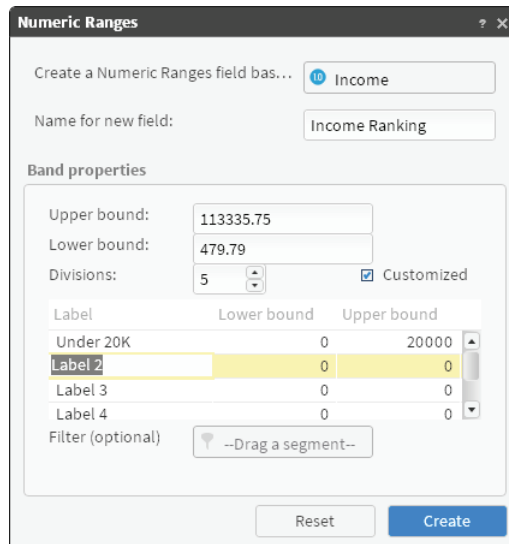 Numeric Ranges ? ×
Create a Numeric Ranges field bas... 10 Income
Name for new field: Income Ranking
Band properties
Upper bound: 113335.75
Lower bound: 479.79
Divisions: 5 Customized
Label Lower bound Upper bound
Under 20K 0 20000
Label 2 0 0
Label 3 0 0
Label 4 0 0
Filter (optional) --Drag a segment--
Reset Create